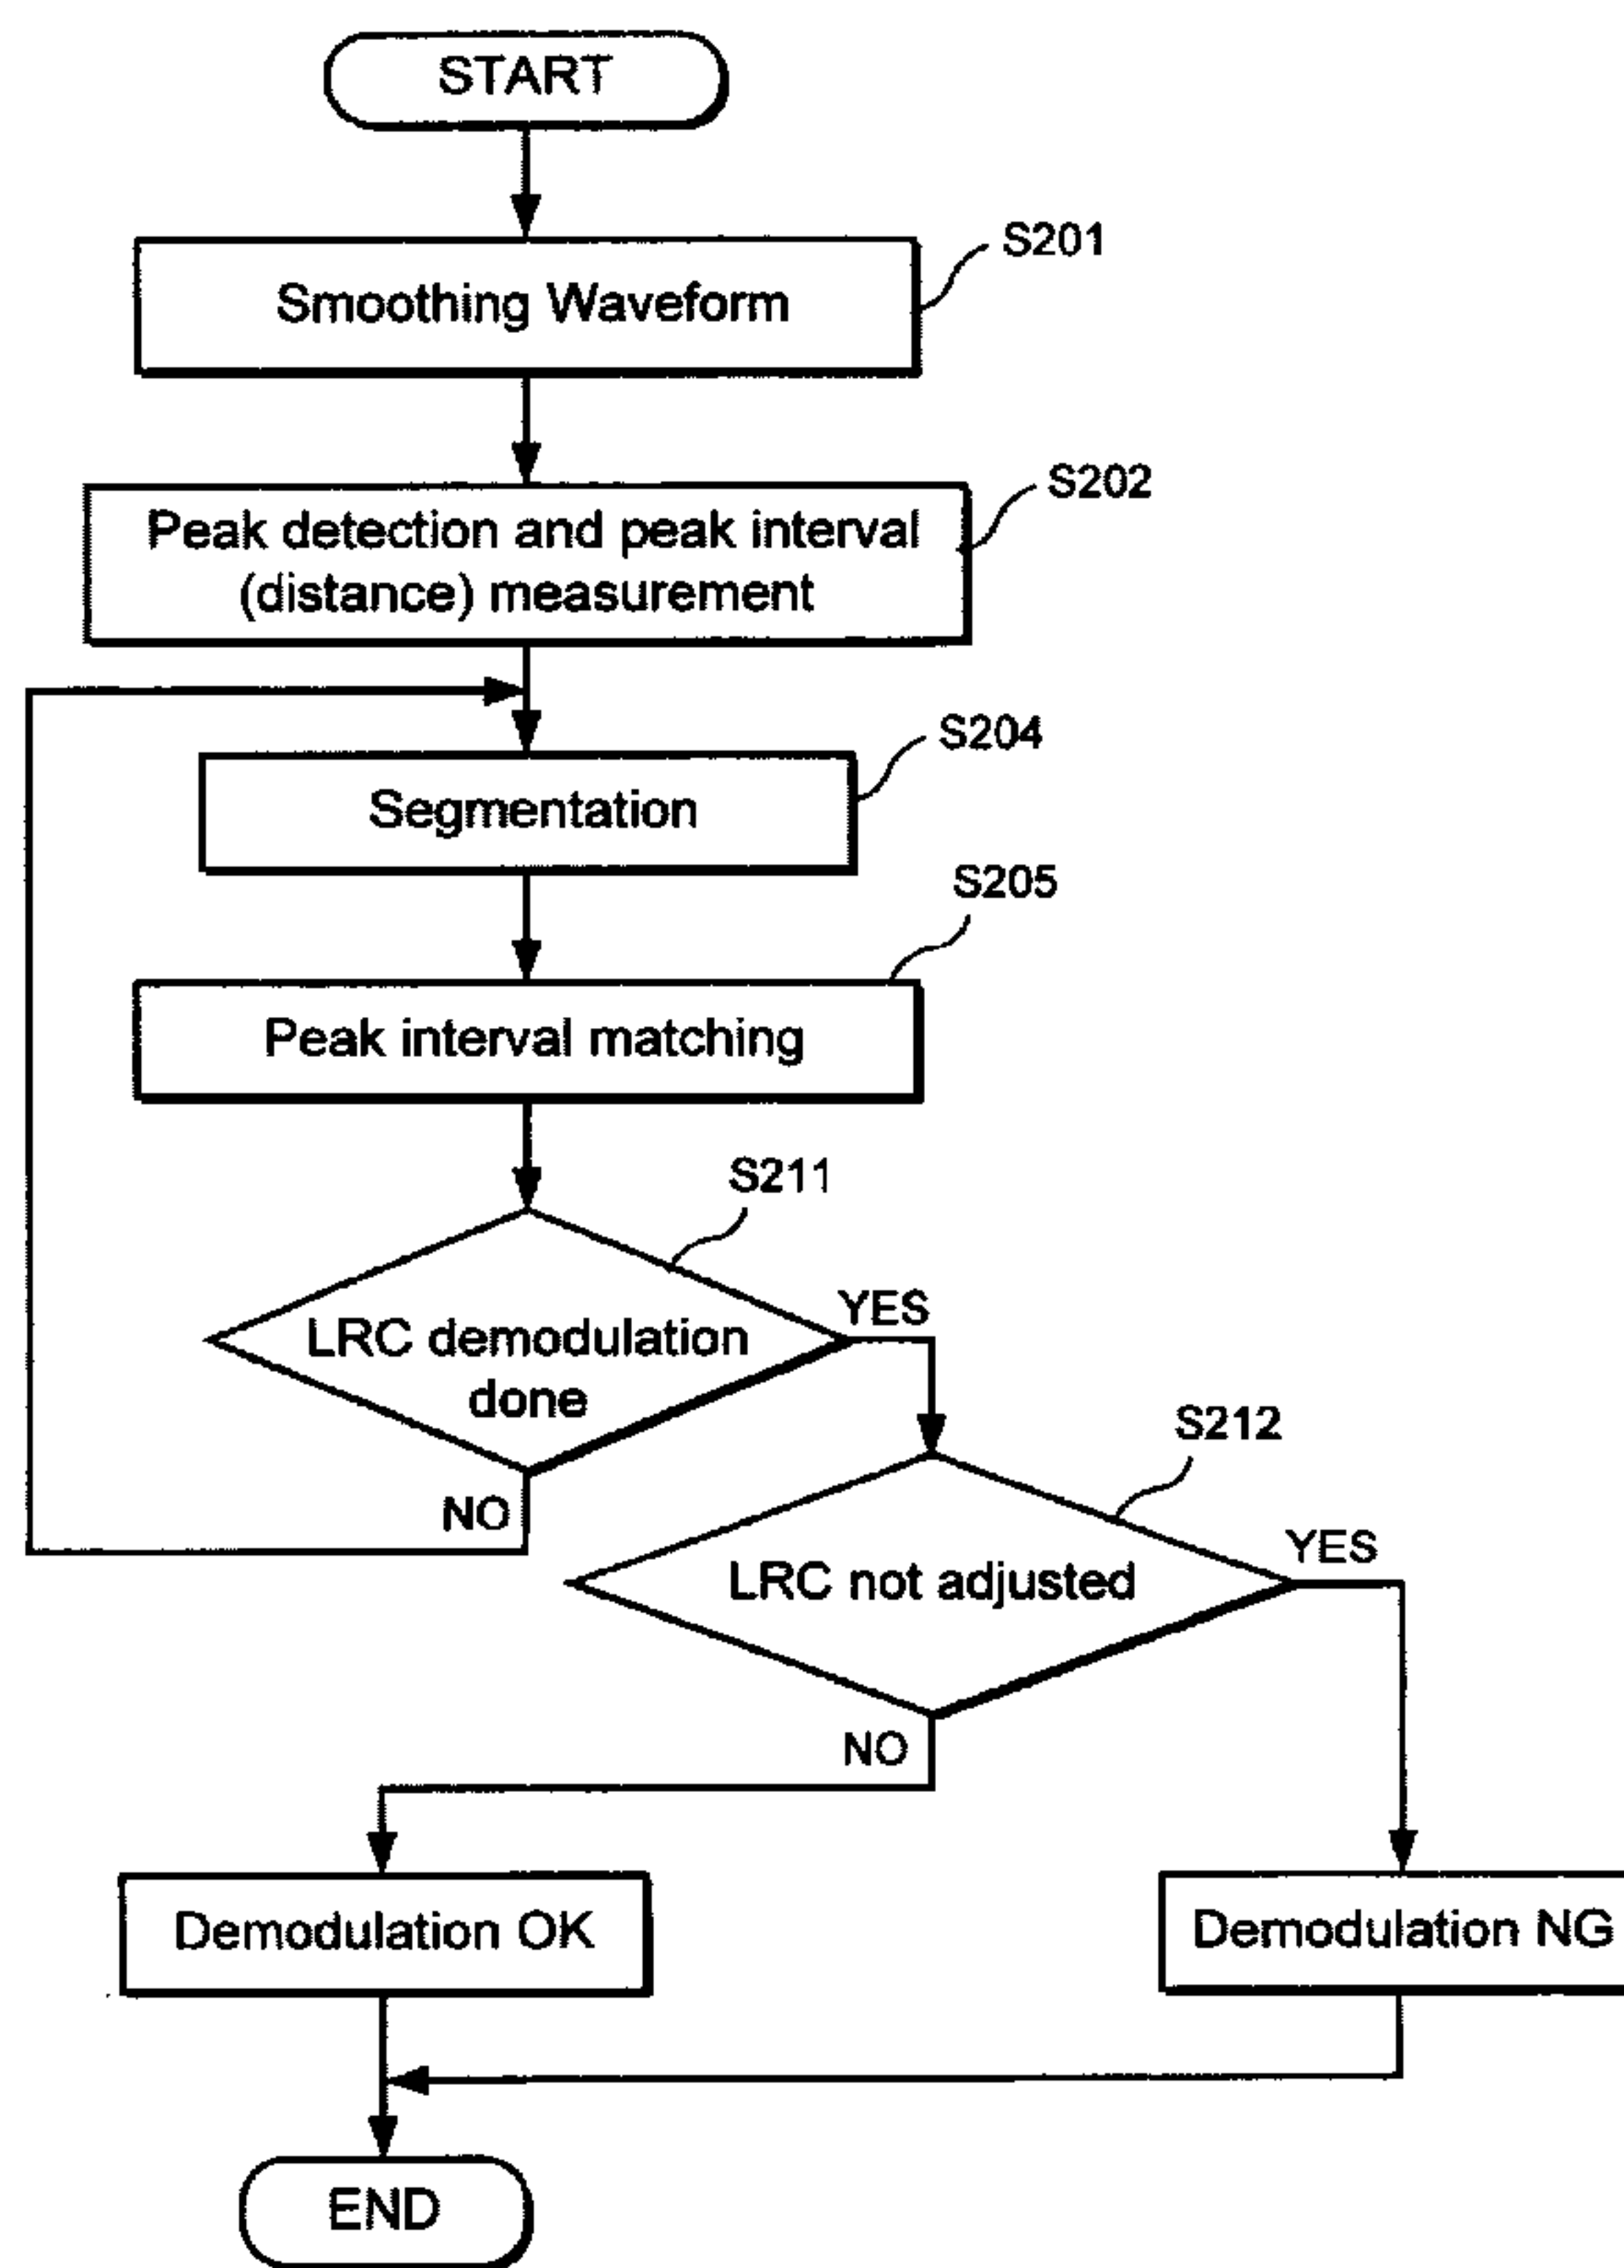 START
S201
Smoothing Waveform
S202
Peak detection and peak interval
(distance) measurement
S204
Segmentation
S205
Peak interval matching
S211
YES
LRC demodulation
done
S212
NO
YES
LRC not adjusted
NO
Demodulation OK
Demodulation NG
END